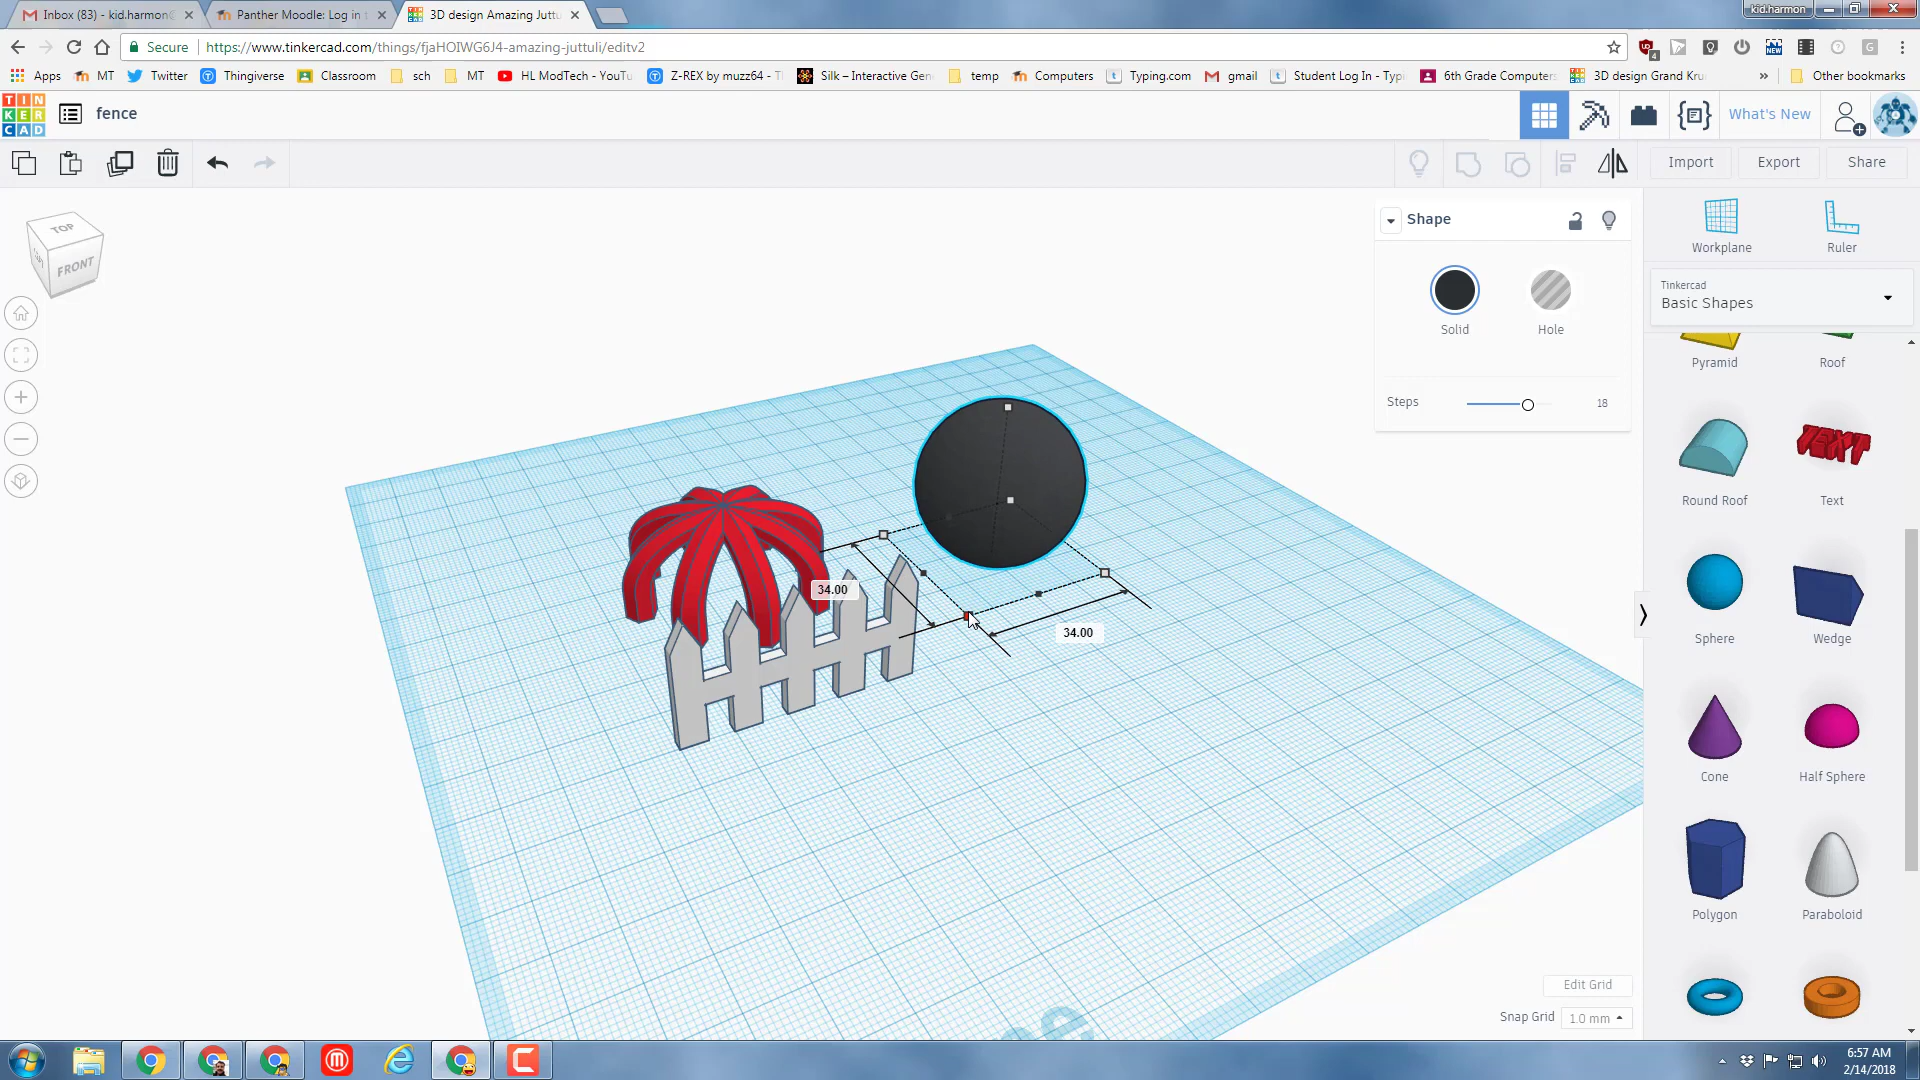 Inbox (83) - kid.harmon@
Panther Moodle: Log in t
3D design Amazing Juttu
kid.harmon
Secure
https://www.tinkercad.com/things/fjaHOIWG6J4-amazing-juttuli/editv2
Apps
MT
Twitter
Thingiverse
Classroom
sch
MT
HL ModTech - YouTu
Z-REX by muzz64 - T
Silk – Interactive Gen
temp
Computers
Typing.com
gmail
Student Log In - Typi
6th Grade Computers
3D design Grand Kru
»
Other bookmarks
TIN
KER
CAD
fence
What's New
Import
Export
Share
TOP
FRONT
Shape
Solid
Hole
Steps
18
Workplane
Ruler
Tinkercad
Basic Shapes
Pyramid
Roof
Round Roof
TEXT
Text
Sphere
Wedge
Cone
Half Sphere
Polygon
Paraboloid
34.00
34.00
Edit Grid
Snap Grid
1.0 mm
6:57 AM
2/14/2018